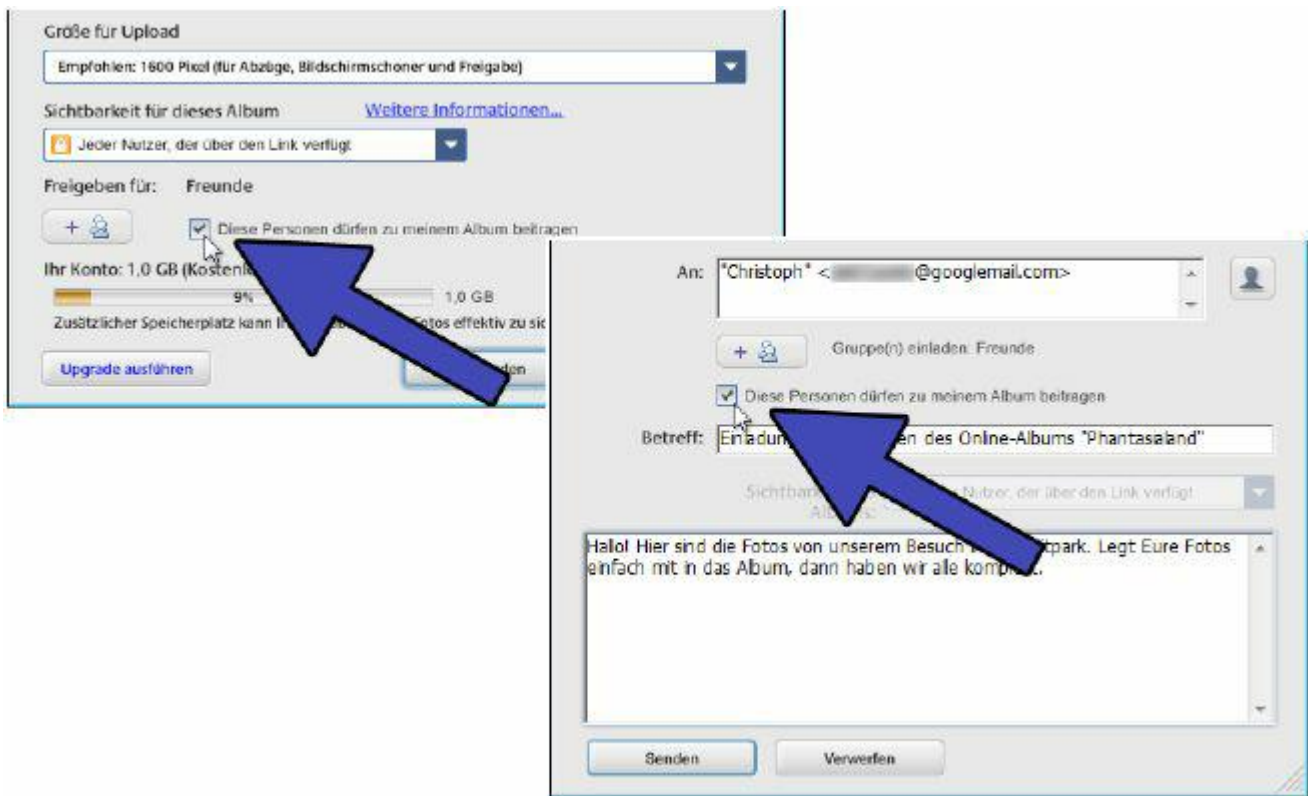 Größe für Upload
Empfohlen: 1600 Pixel (für Abzüge, Bildschirmschoner und Freigabe)
Sichtbarkeit für dieses Album Weitere Informationen...
Jeder Nutzer, der über den Link verfügt
Freigeben für: Freunde
+ Diese Personen dürfen zu meinem Album beitragen
Ihr Konto: 1,0 GB
9% 1,0 GB
Zusätzlicher Speicherplatz kann effektiv zu
Upgrade ausführen
An: "Christoph" < @googlemail.com>
+ Gruppe(n) einladen: Freunde
Diese Personen dürfen zu meinem Album beitragen
Betreff: des Online-Albums "Phantasaland"
Nutzer, der über den Link verfügt
Hallo! Hier sind die Fotos von unserem Besuch Legt Eure Fotos
einfach mit in das Album, dann haben wir alle
Senden Verwerfen